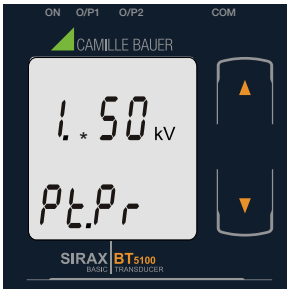 ON O/P1 O/P2 COM
CAMILLE BAUER
1.*50 kV
Pt.Pr
SIRAX BT5100
BASIC TRANSDUCER